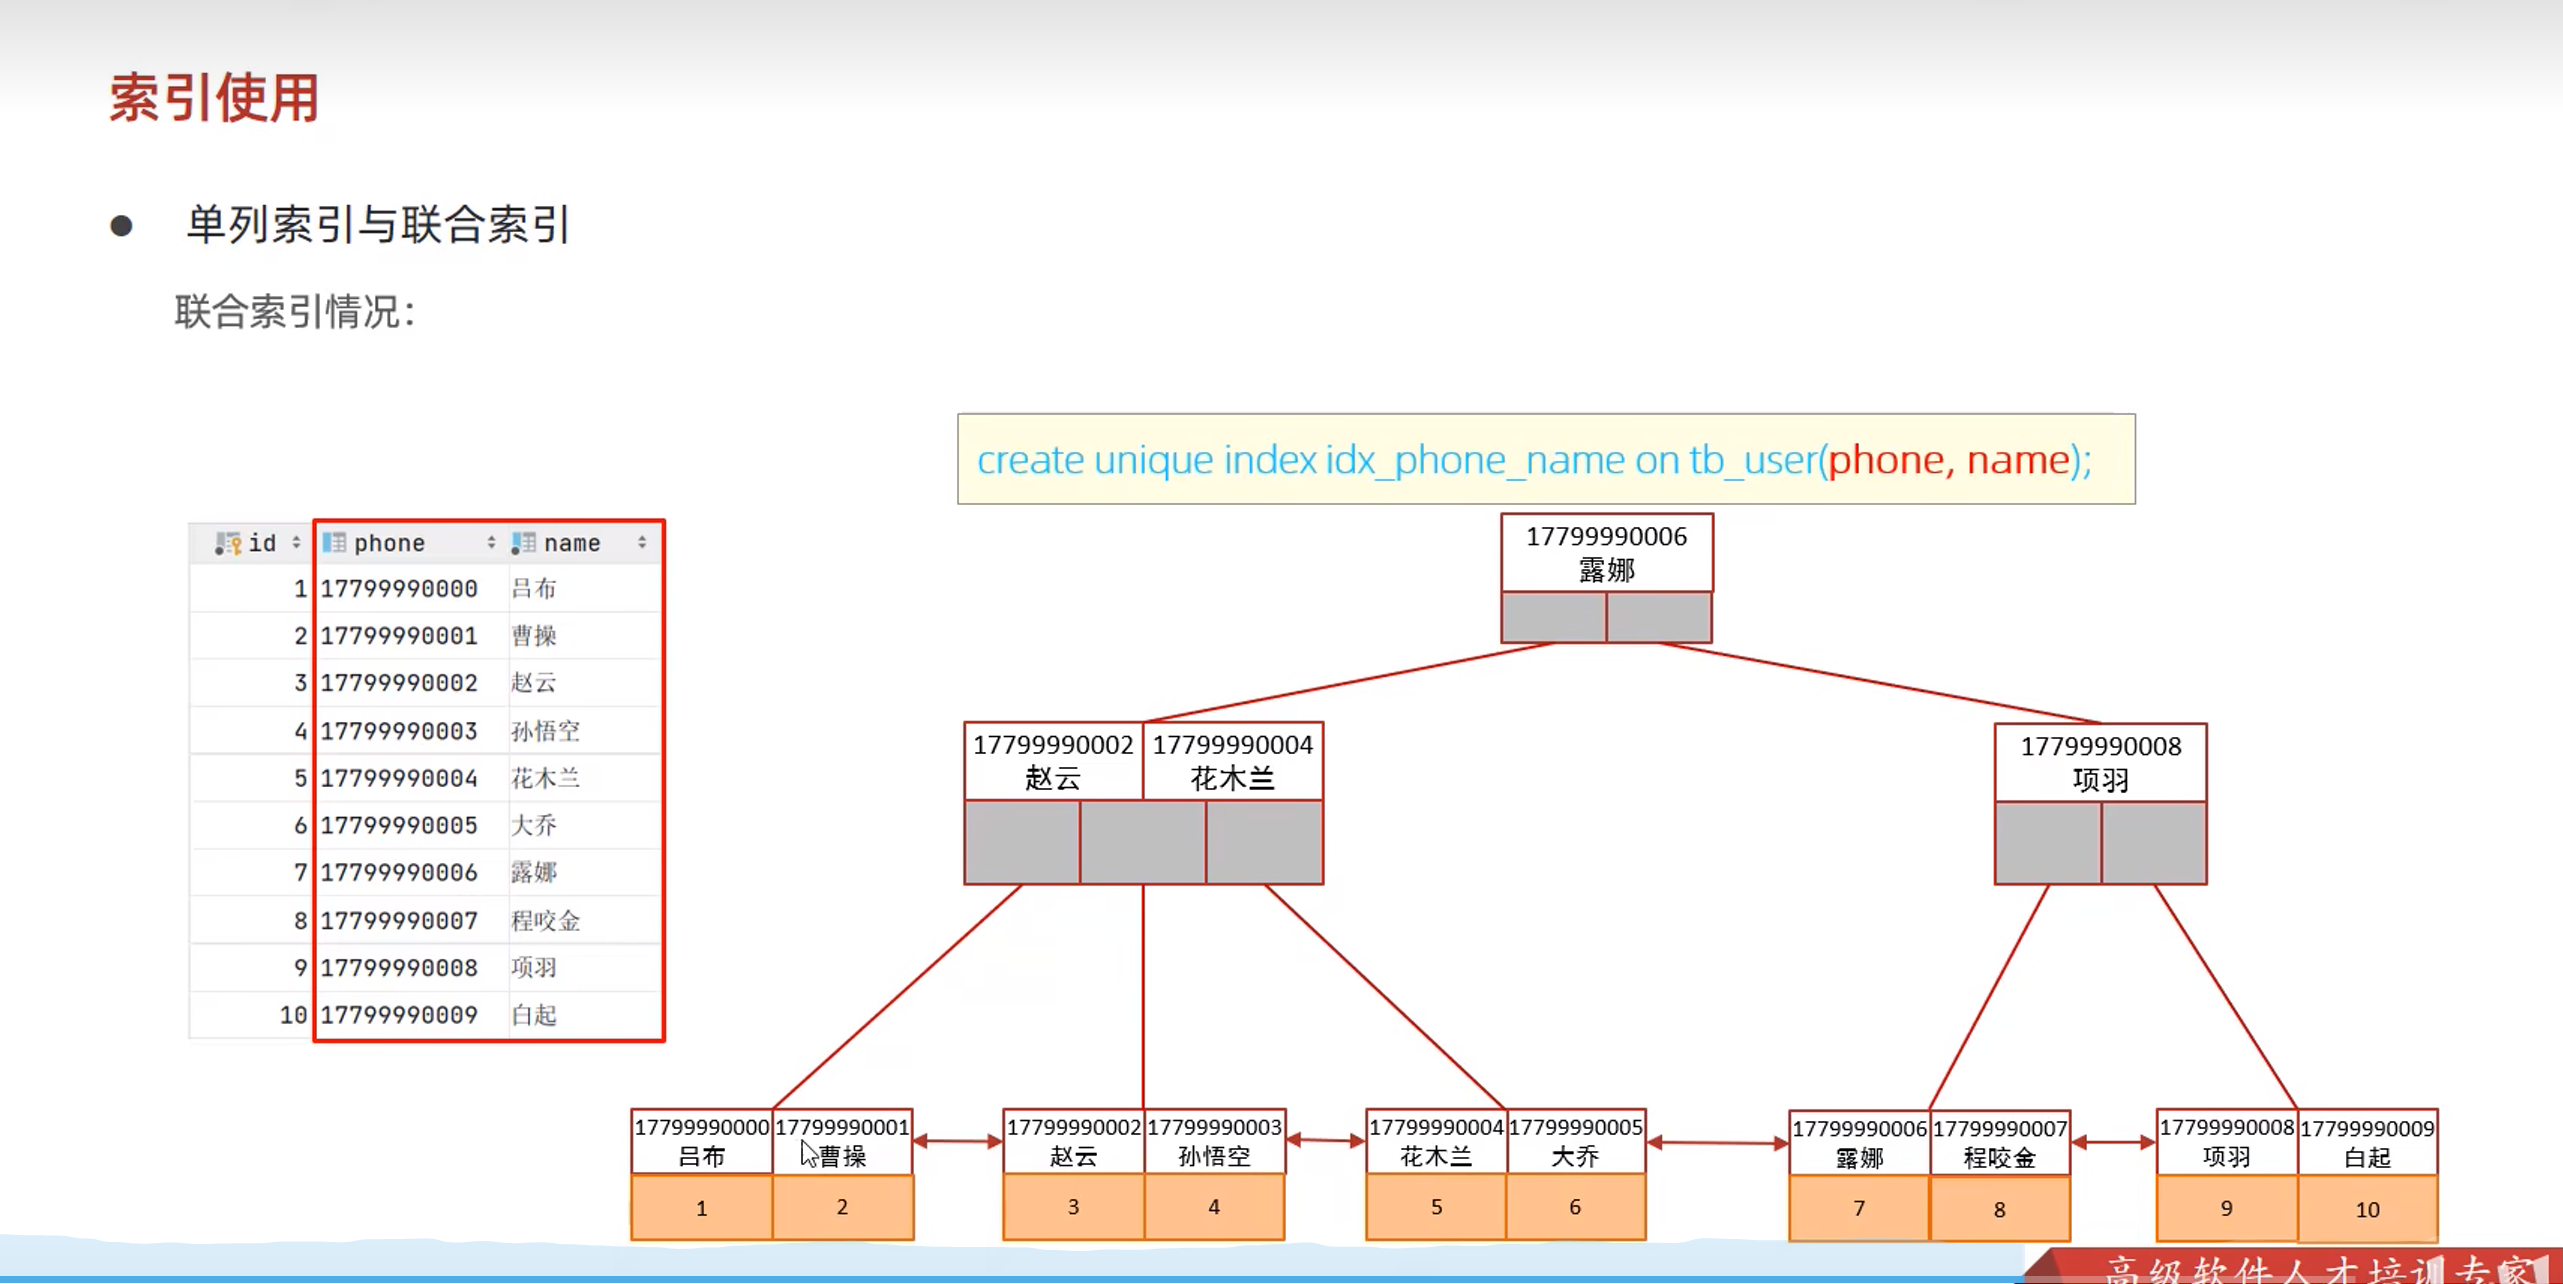 索引使用
● 单列索引与联合索引
联合索引情况：
create unique index idx_phone_name on tb_user(phone, name);
id phone name
1 17799990000 吕布
2 17799990001 曹操
3 17799990002 赵云
4 17799990003 孙悟空
5 17799990004 花木兰
6 17799990005 大乔
7 17799990006 露娜
8 17799990007 程咬金
9 17799990008 项羽
10 17799990009 白起
17799990006
露娜
17799990002 17799990004
赵云 花木兰
17799990008
项羽
17799990000 17799990001 17799990002 17799990003 17799990004 17799990005 17799990006 17799990007 17799990008 17799990009
吕布 曹操 赵云 孙悟空 花木兰 大乔 露娜 程咬金 项羽 白起
1 2 3 4 5 6 7 8 9 10
高级软件人才培训专家